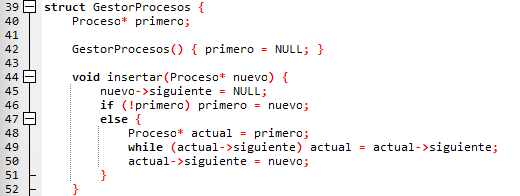 39 struct GestorProcesos {
40 Proceso* primero;
41
42 GestorProcesos() { primero = NULL; }
43
44 void insertar(Proceso* nuevo) {
45 nuevo->siguiente = NULL;
46 if (!primero) primero = nuevo;
47 else {
48 Proceso* actual = primero;
49 while (actual->siguiente) actual = actual->siguiente;
50 actual->siguiente = nuevo;
51 }
52 }